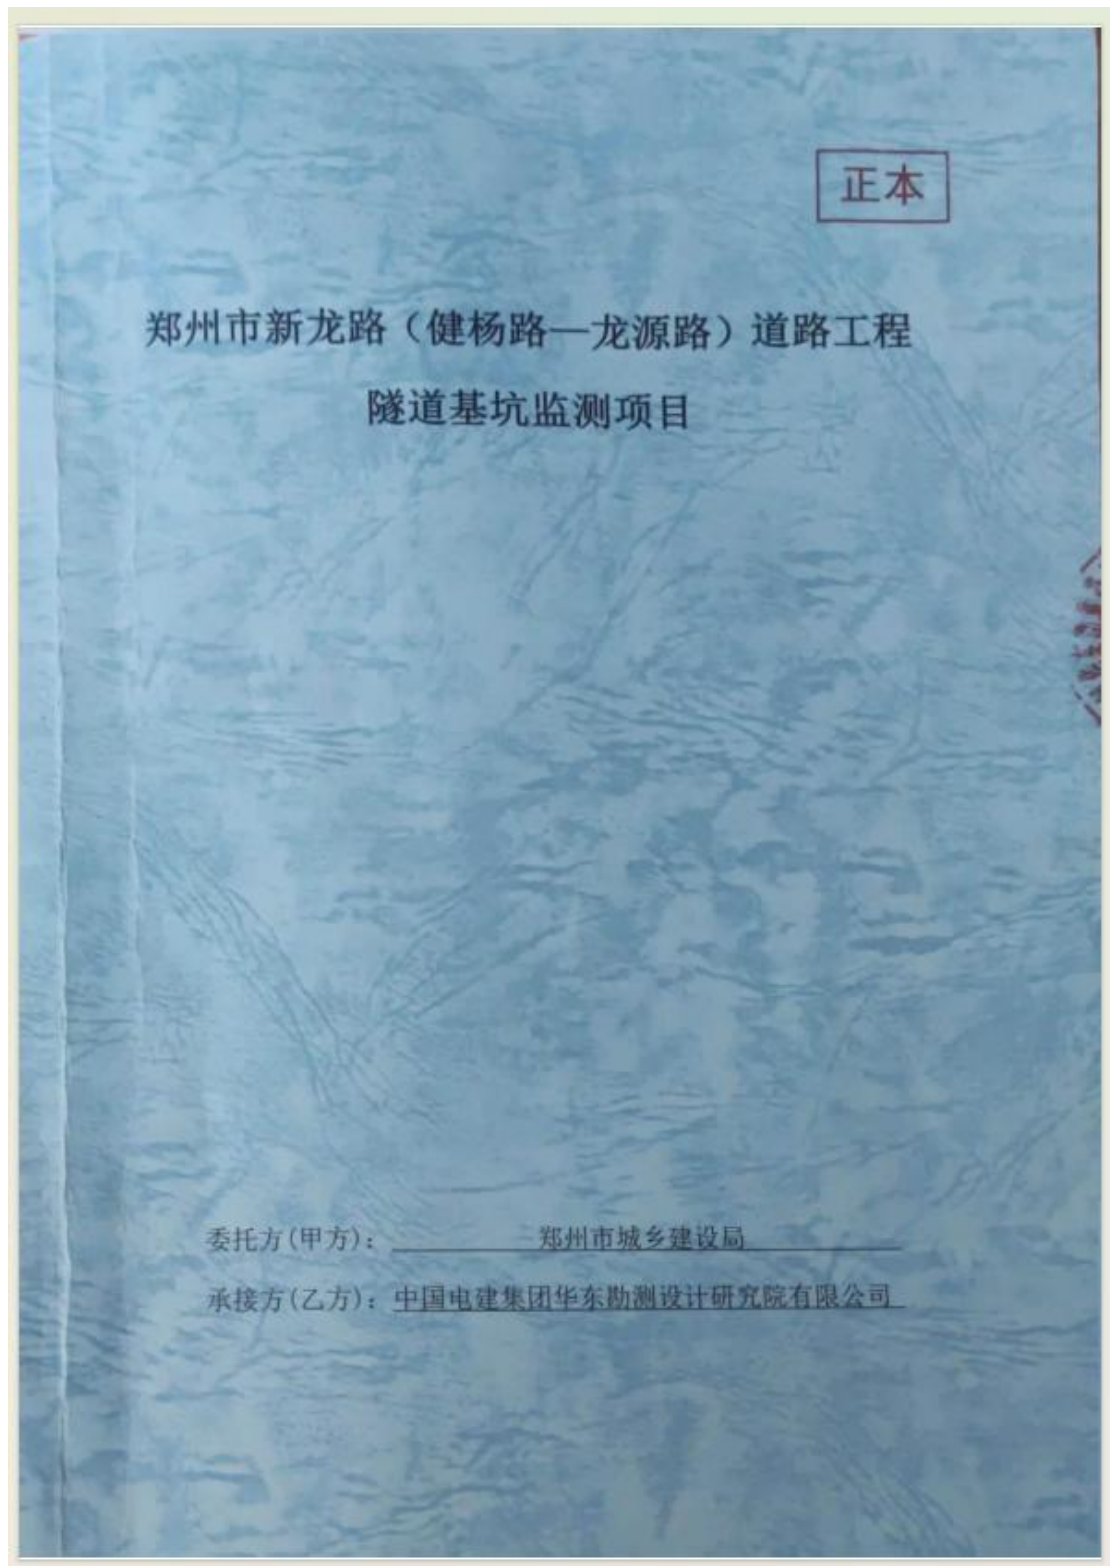 正本
郑州市新龙路（健杨路—龙源路）道路工程
隧道基坑监测项目
委托方(甲方)：郑州市城乡建设局
承接方(乙方)：中国电建集团华东勘测设计研究院有限公司